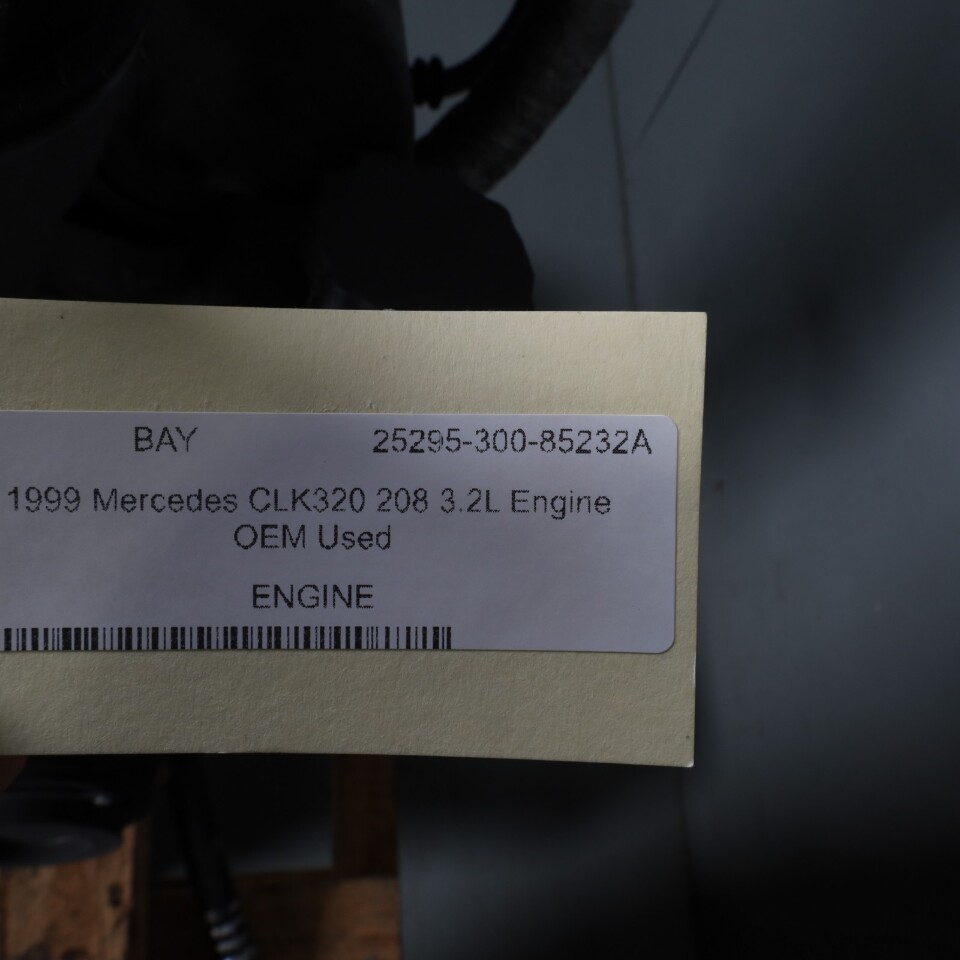 BAY 25295-300-85232A
1999 Mercedes CLK320 208 3.2L Engine
OEM Used
ENGINE